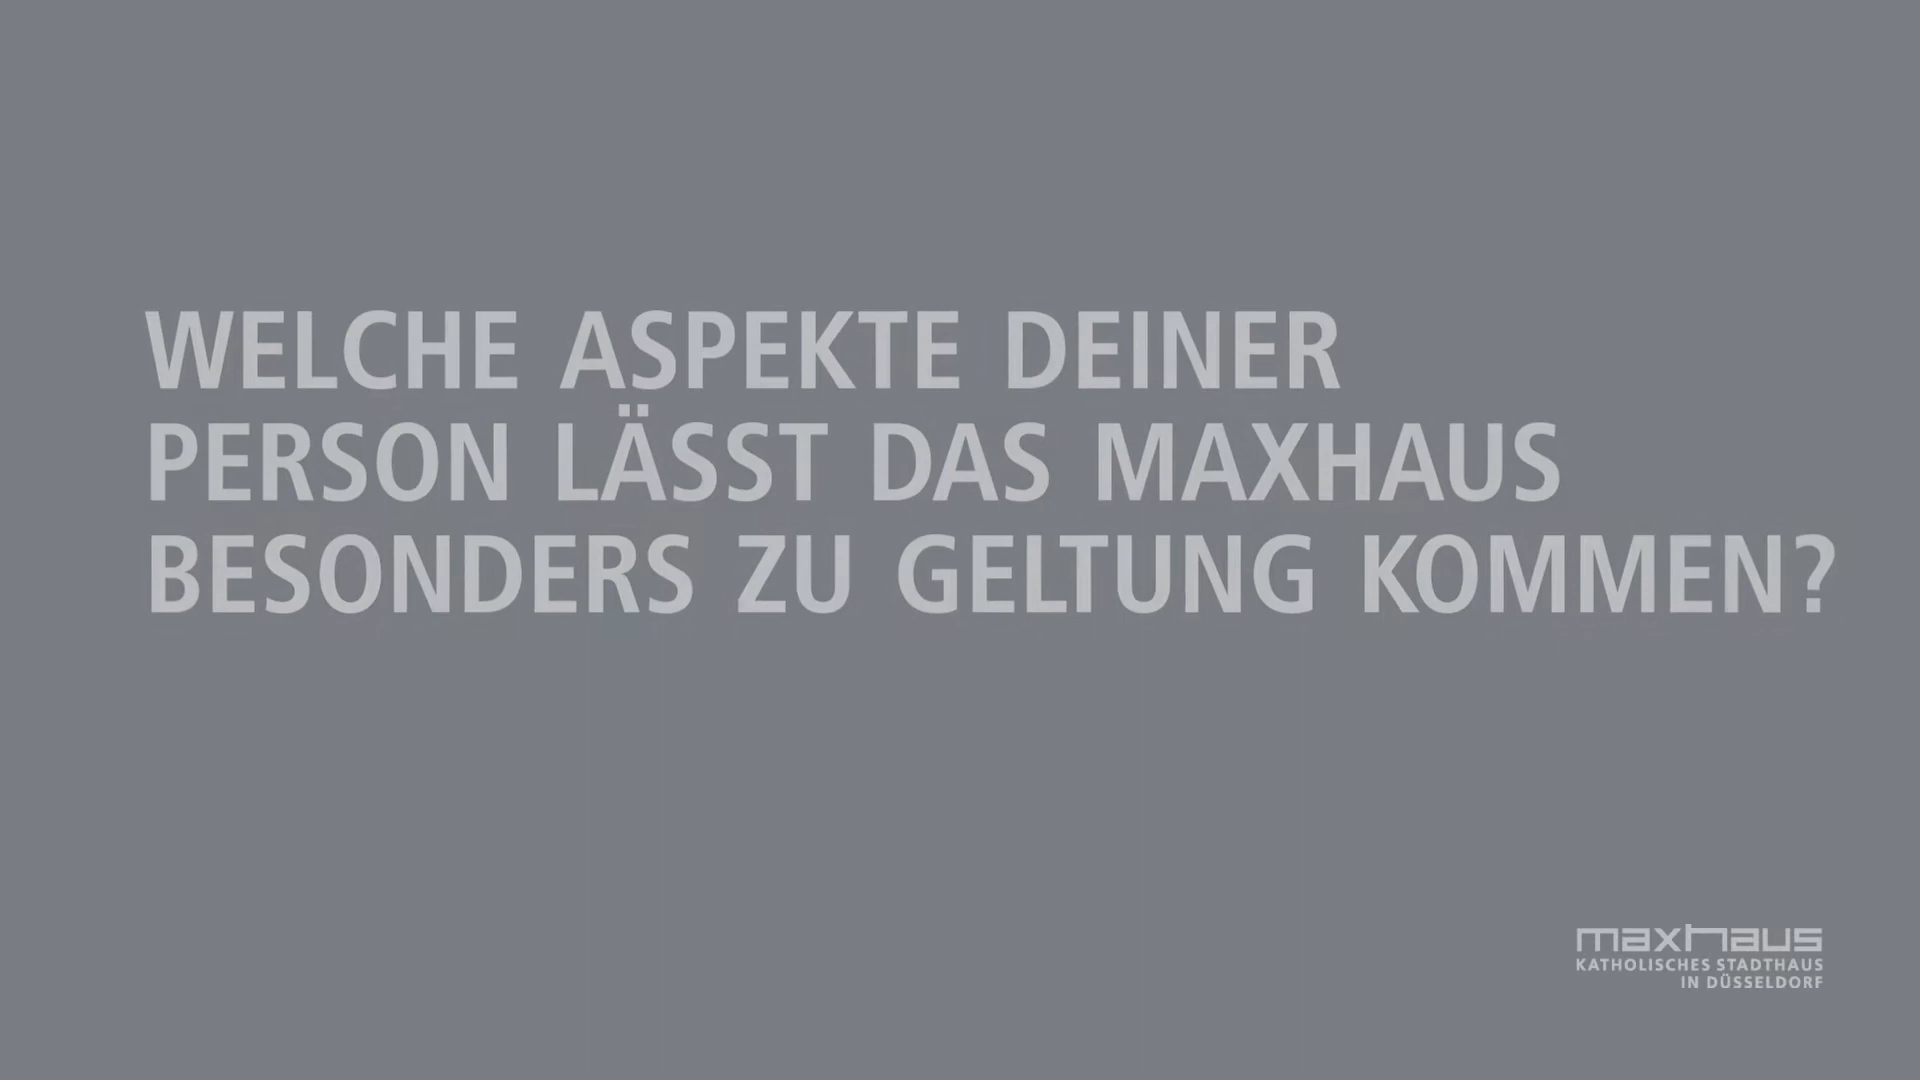 WELCHE ASPEKTE DEINER
PERSON LÄSST DAS MAXHAUS
BESONDERS ZU GELTUNG KOMMEN?
maxhaus
KATHOLISCHES STADTHAUS
IN DÜSSELDORF